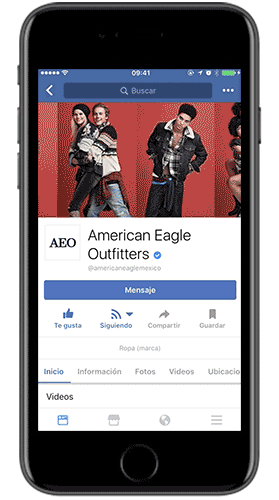 09:41
Buscar
AEO
American Eagle
Outfitters
@americaneaglemexico
Mensaje
Te gusta Siguiendo Compartir Guardar
Ropa (marca)
Inicio Información Fotos Videos Ubicacio
Videos